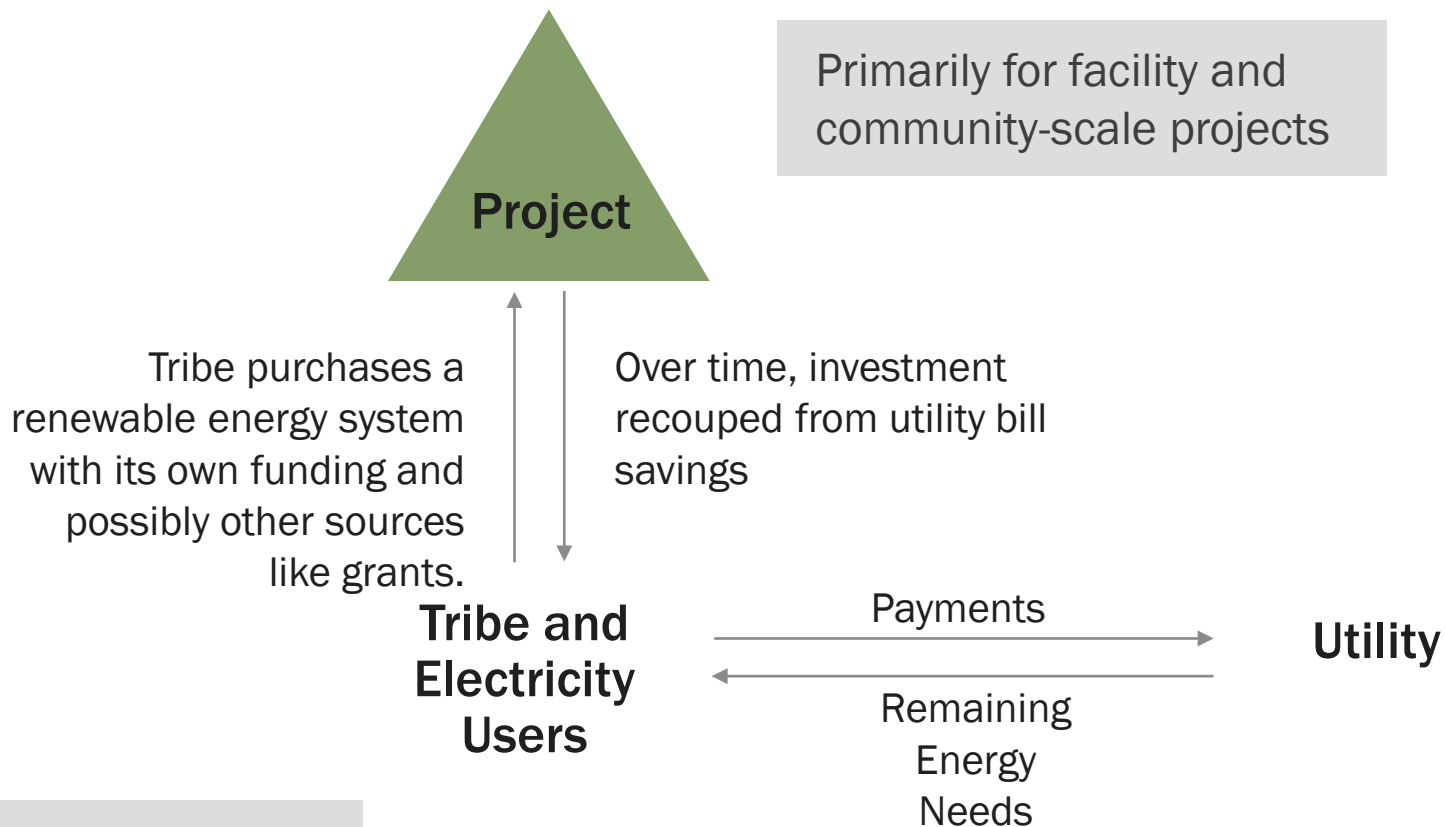 Primarily for facility and
community-scale projects
Project
Tribe purchases a
renewable energy system
with its own funding and
possibly other sources
like grants.
Over time, investment
recouped from utility bill
savings
Tribe and
Electricity
Users
Payments
Remaining
Energy
Needs
Utility